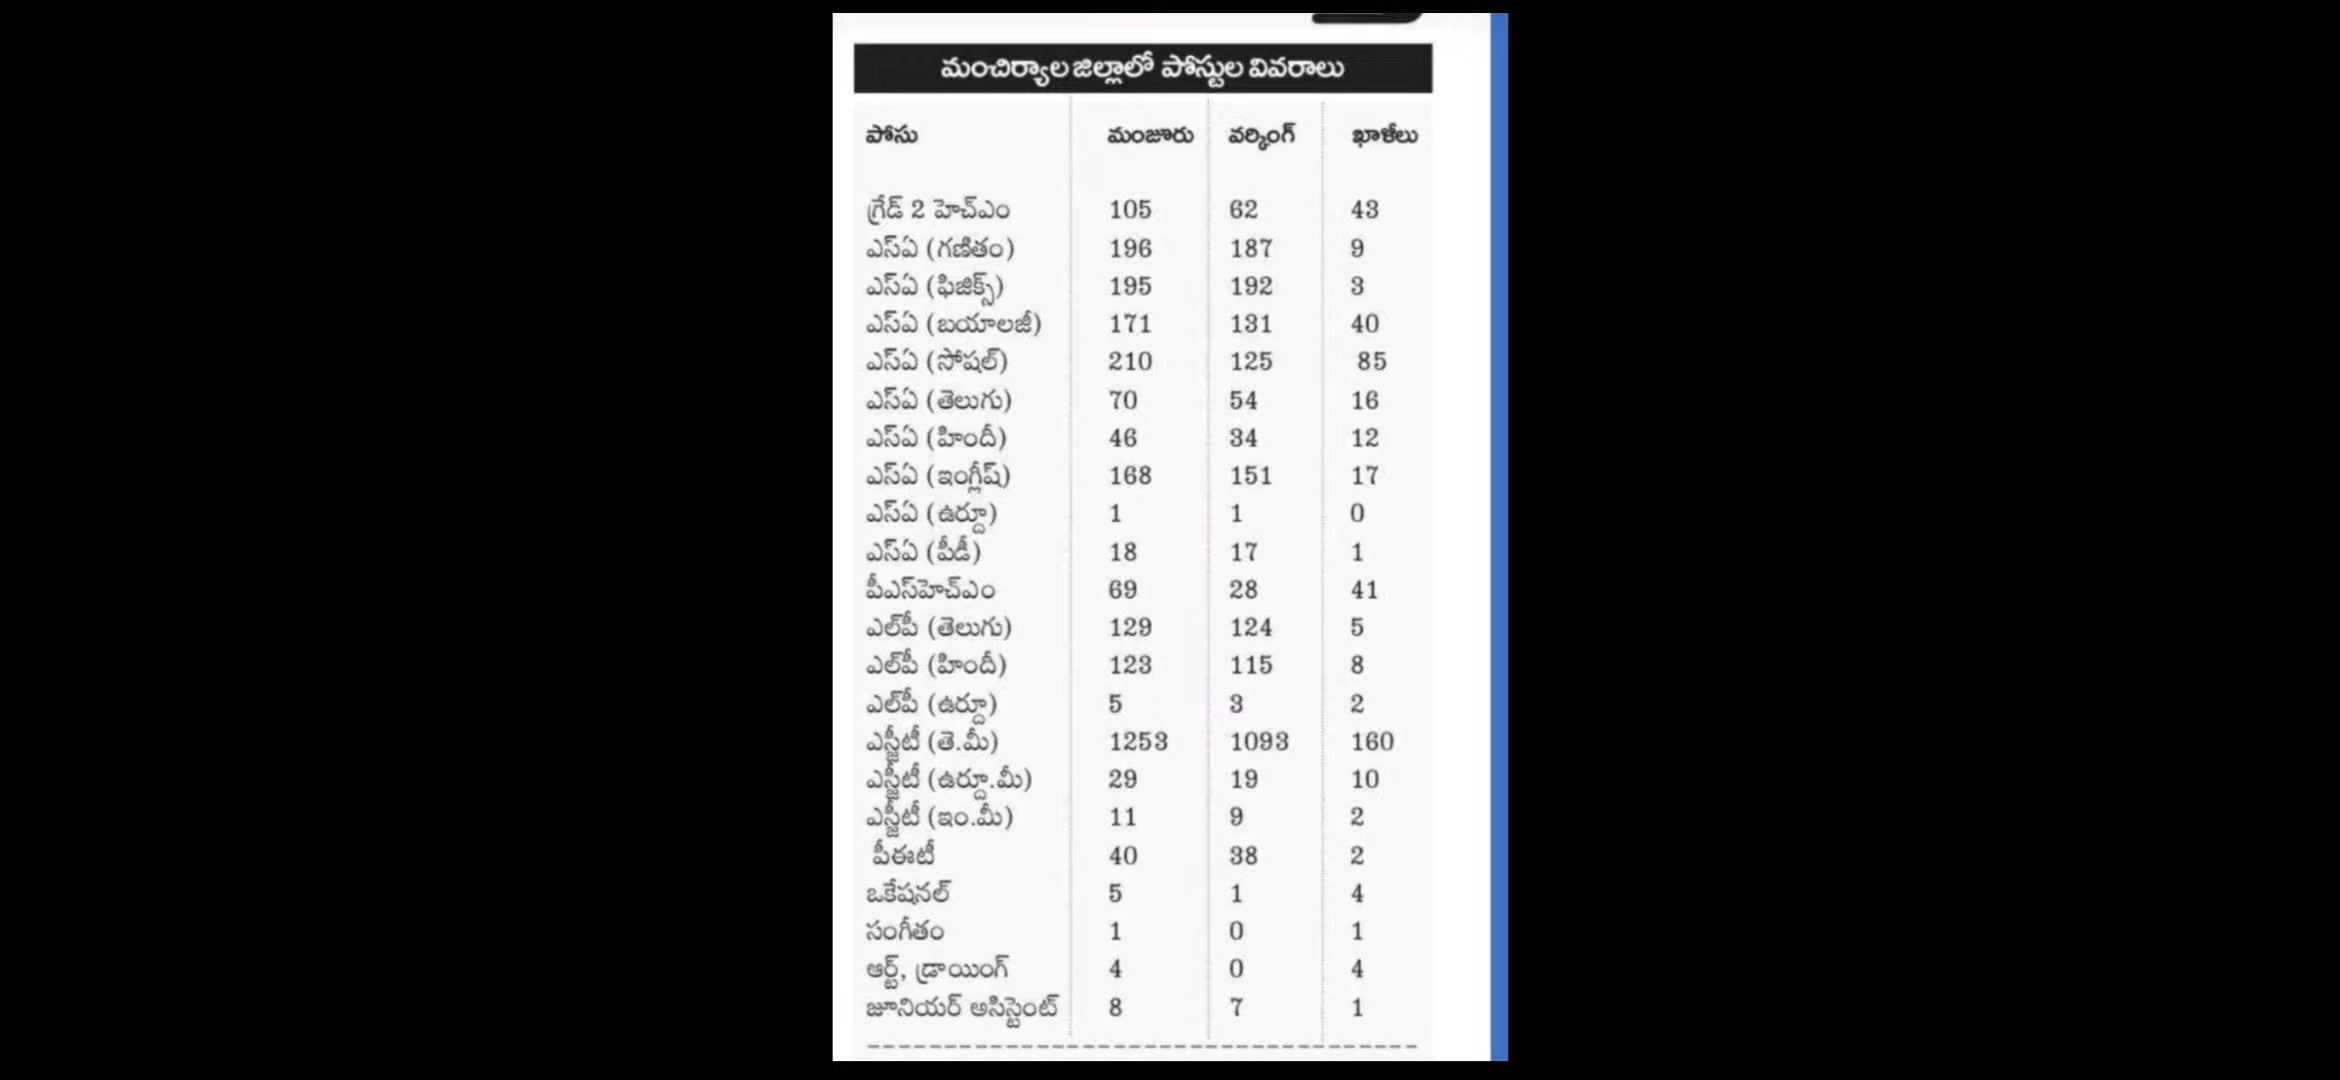 మంచిర్యాల జిల్లాలో పోస్టుల వివరాలు
పోసు మంజూరు వర్కింగ్ ఖాళీలు
గ్రేడ్ 2 హెచ్ఎం 105 62 43
ఎస్ఏ (గణితం) 196 187 9
ఎస్ఏ (ఫిజిక్స్) 195 192 3
ఎస్ఏ (బయాలజీ) 171 131 40
ఎస్ఏ (సోషల్) 210 125 85
ఎస్ఏ (తెలుగు) 70 54 16
ఎస్ఏ (హిందీ) 46 34 12
ఎస్ఏ (ఇంగ్లీష్) 168 151 17
ఎస్ఏ (ఉర్దూ) 1 1 0
ఎస్ఏ (పీడీ) 18 17 1
పీఎస్‌హెచ్ఎం 69 28 41
ఎల్‌పీ (తెలుగు) 129 124 5
ఎల్‌పీ (హిందీ) 123 115 8
ఎల్‌పీ (ఉర్దూ) 5 3 2
ఎస్జీటీ (తె.మీ) 1253 1093 160
ఎస్జీటీ (ఉర్దూ.మీ) 29 19 10
ఎస్జీటీ (ఇం.మీ) 11 9 2
పీఈటీ 40 38 2
ఒకేషనల్ 5 1 4
సంగీతం 1 0 1
ఆర్ట్, డ్రాయింగ్ 4 0 4
జూనియర్ అసిస్టెంట్ 8 7 1